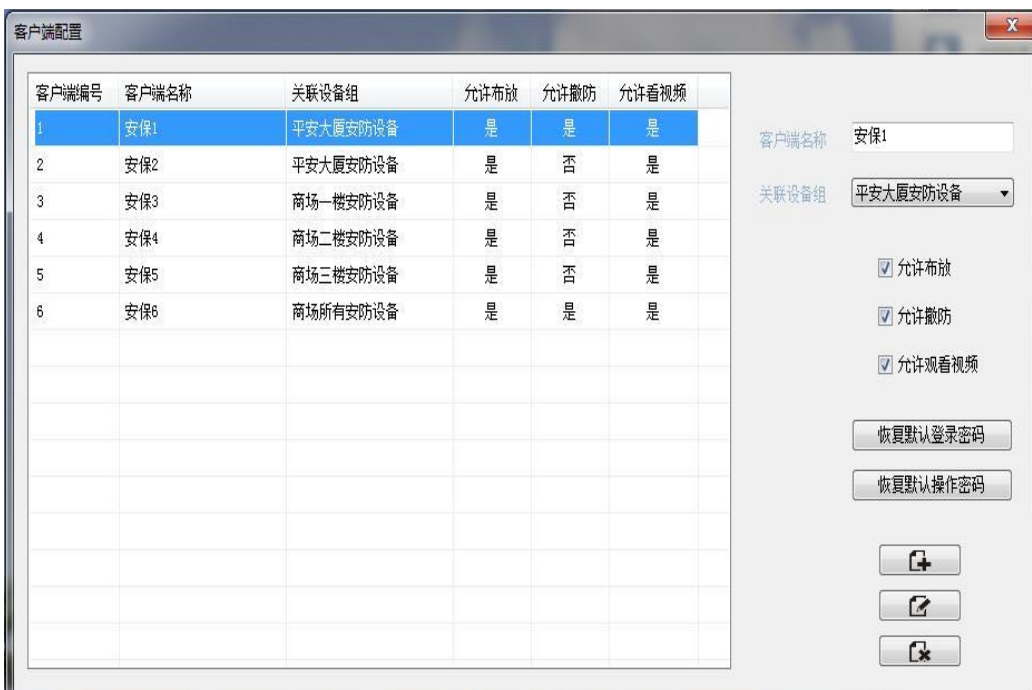 客户端配置
客户端编号 客户端名称 关联设备组 允许布放 允许撤防 允许看视频
1 安保1 平安大厦安防设备 是 是 是
2 安保2 平安大厦安防设备 是 否 是
3 安保3 商场一楼安防设备 是 否 是
4 安保4 商场二楼安防设备 是 否 是
5 安保5 商场三楼安防设备 是 否 是
6 安保6 商场所有安防设备 是 是 是
客户端名称 安保1
关联设备组 平安大厦安防设备
允许布放
允许撤防
允许观看视频
恢复默认登录密码
恢复默认操作密码